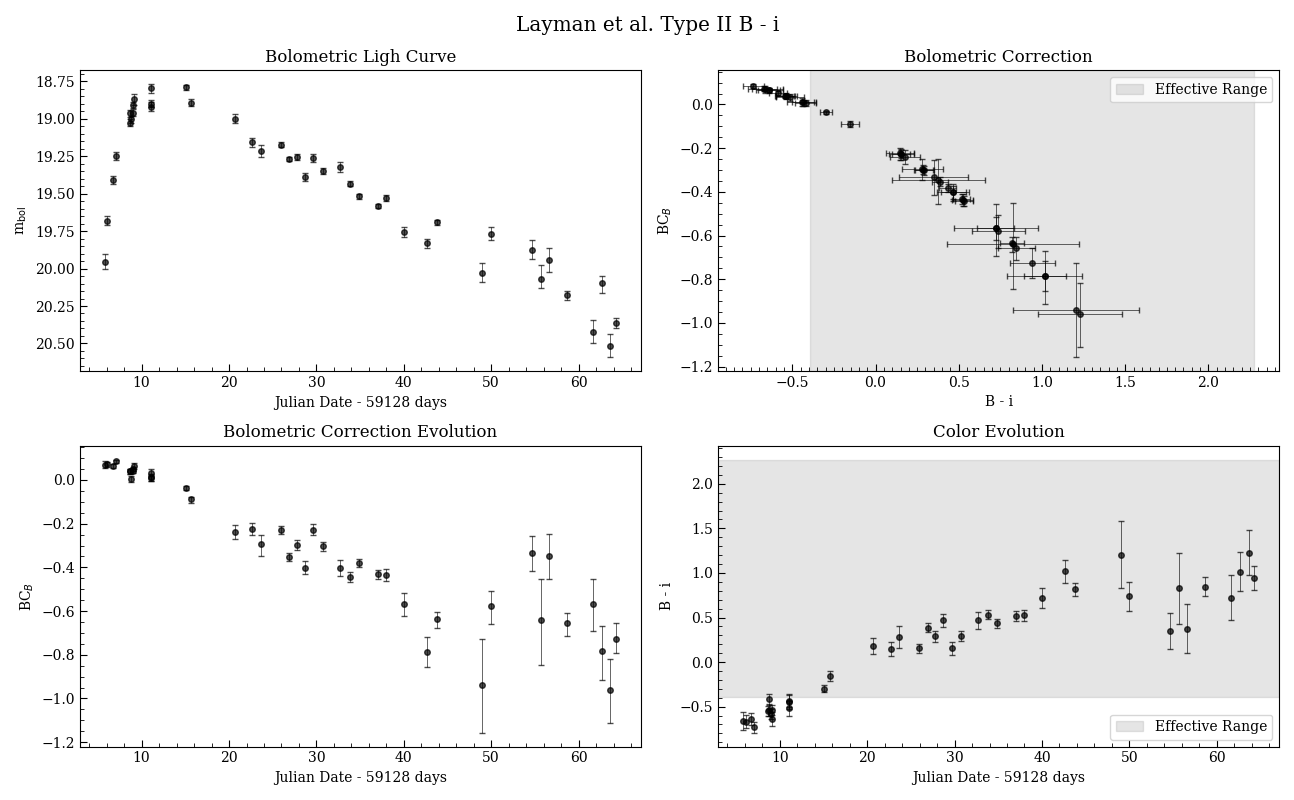 Layman et al. Type II B - i
Bolometric Ligh Curve
18.75
19.00
19.25
19.50
19.75
20.00
20.25
20.50
m_bol
10 20 30 40 50 60
Julian Date - 59128 days
Bolometric Correction
Effective Range
0.0
−0.2
−0.4
−0.6
−0.8
−1.0
−1.2
BC_B
−0.5 0.0 0.5 1.0 1.5 2.0
B - i
Bolometric Correction Evolution
0.0
−0.2
−0.4
−0.6
−0.8
−1.0
−1.2
BC_B
10 20 30 40 50 60
Julian Date - 59128 days
Color Evolution
2.0
1.5
1.0
0.5
0.0
−0.5
B - i
Effective Range
10 20 30 40 50 60
Julian Date - 59128 days